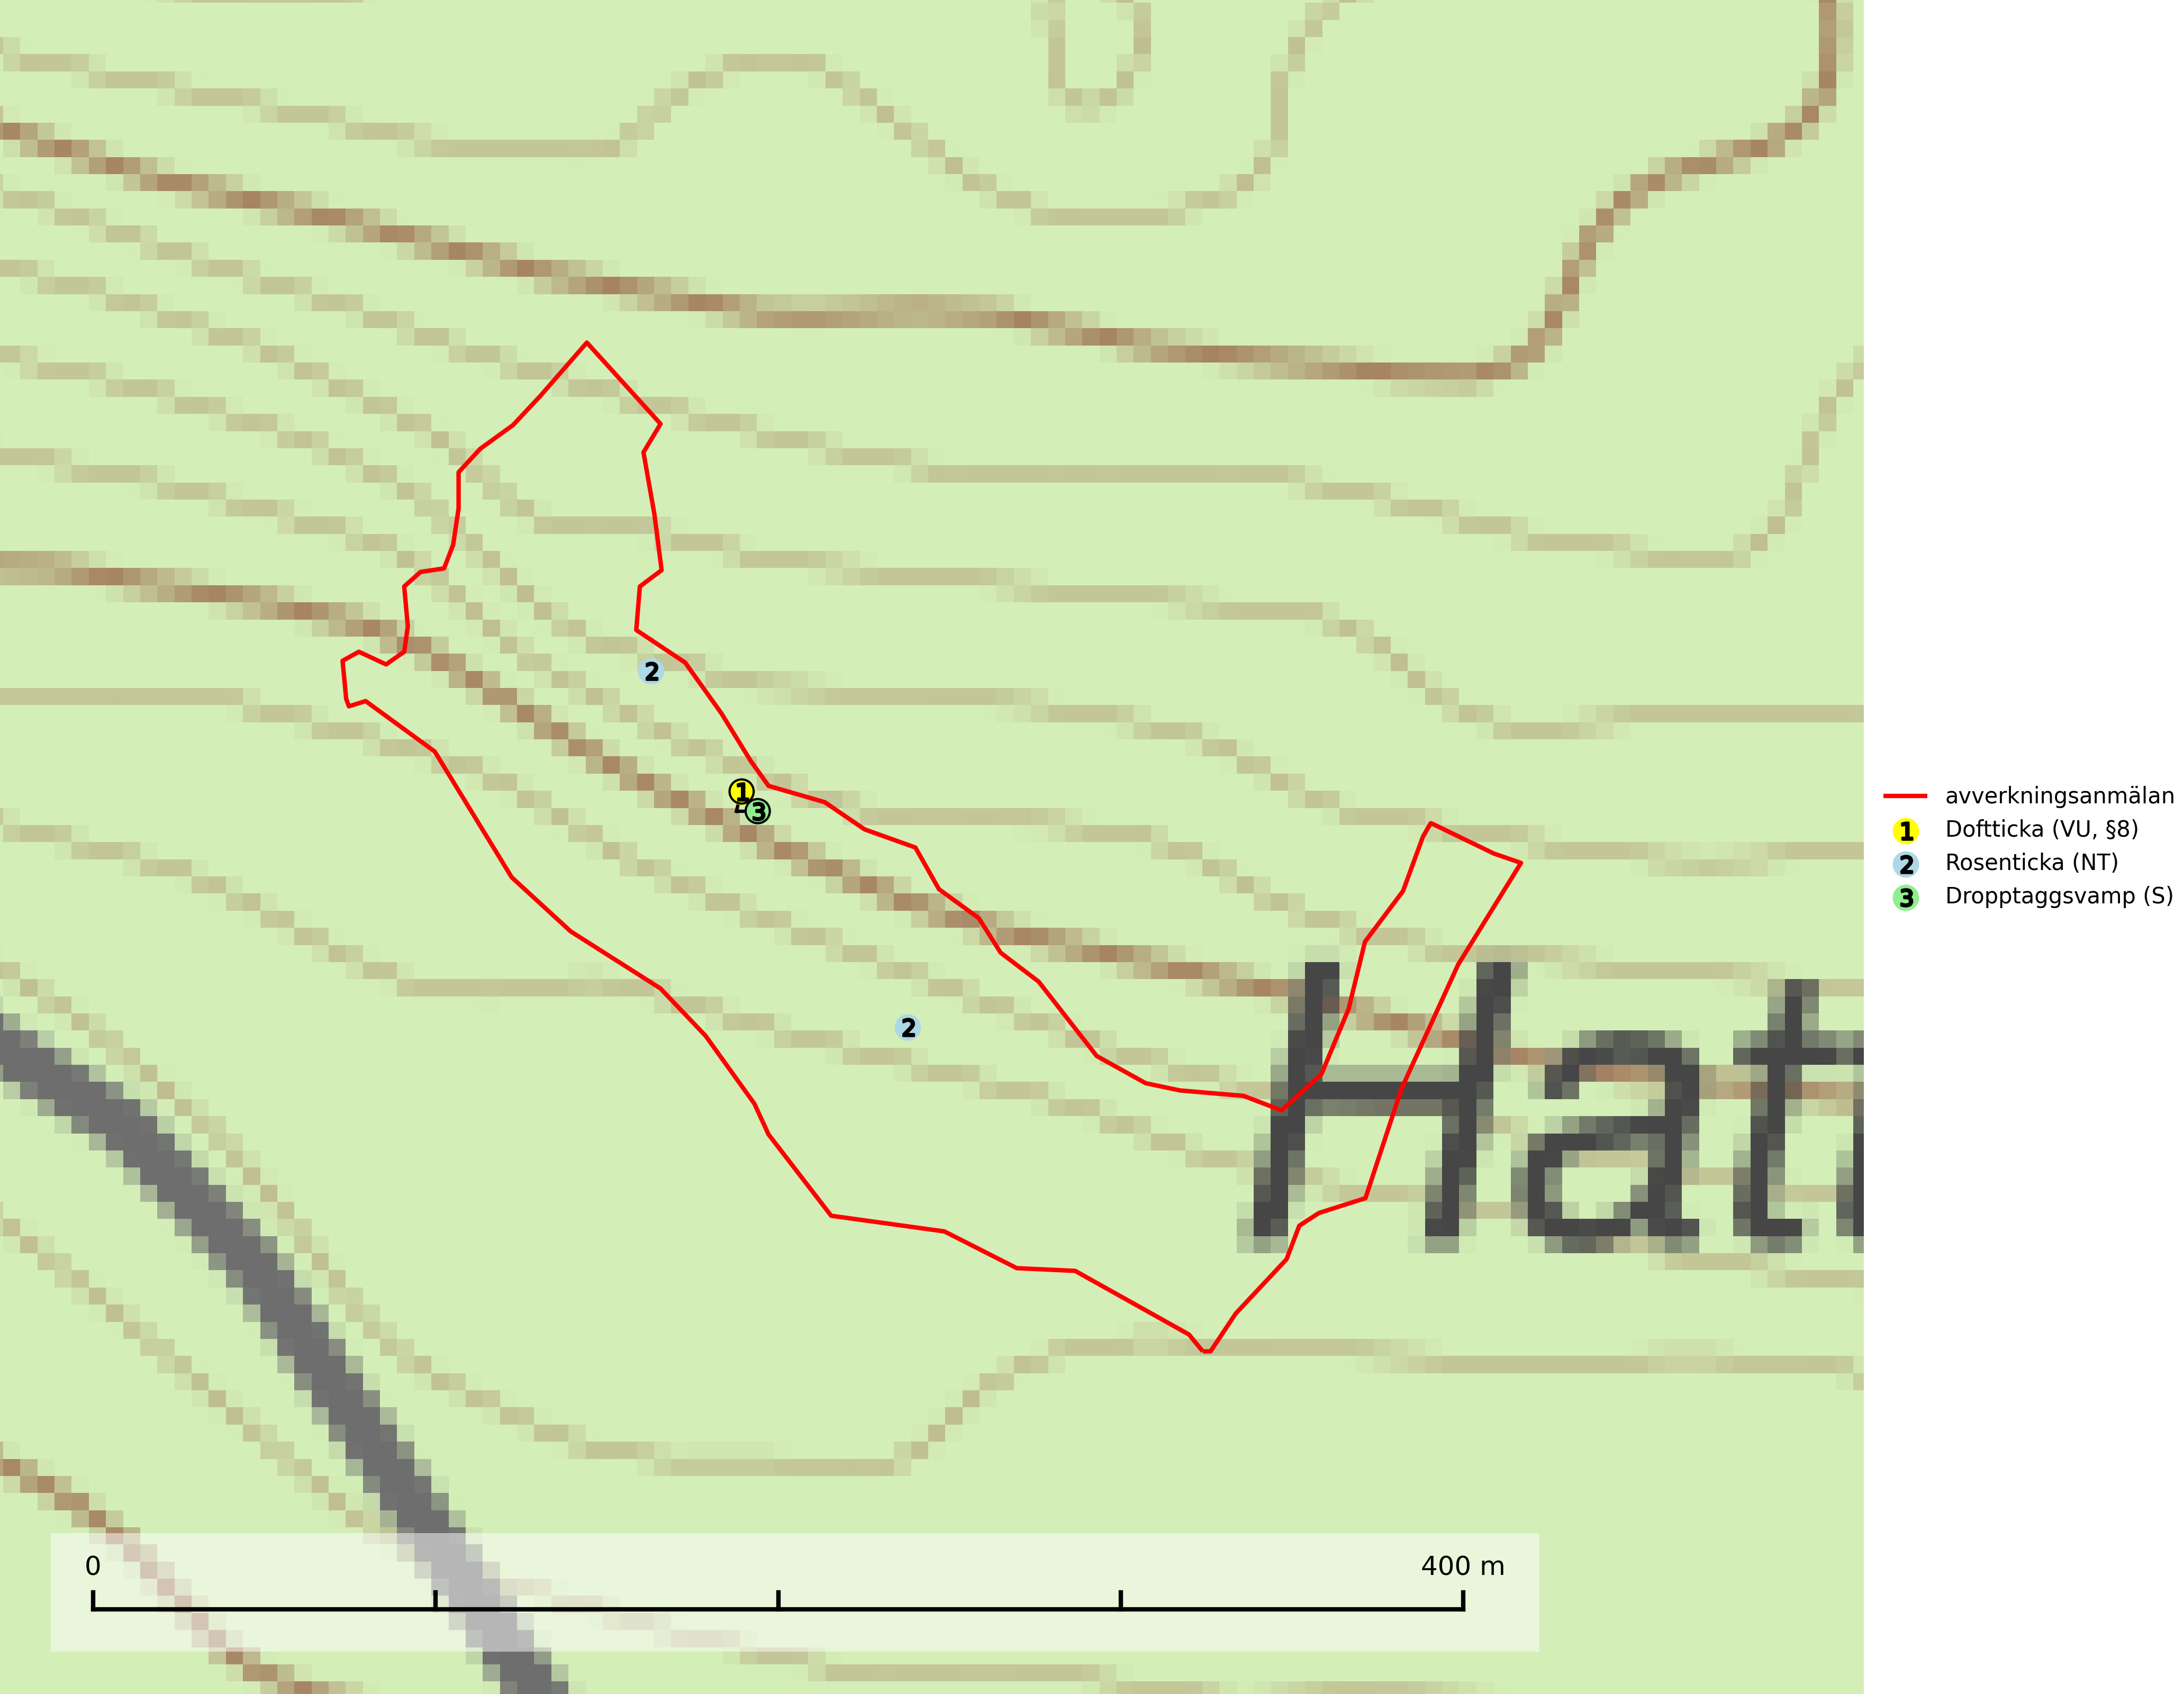 2
1
3
2
Hat
0 400 m
avverkningsanmälan
1 Doftticka (VU, §8)
2 Rosenticka (NT)
3 Dropptaggsvamp (S)